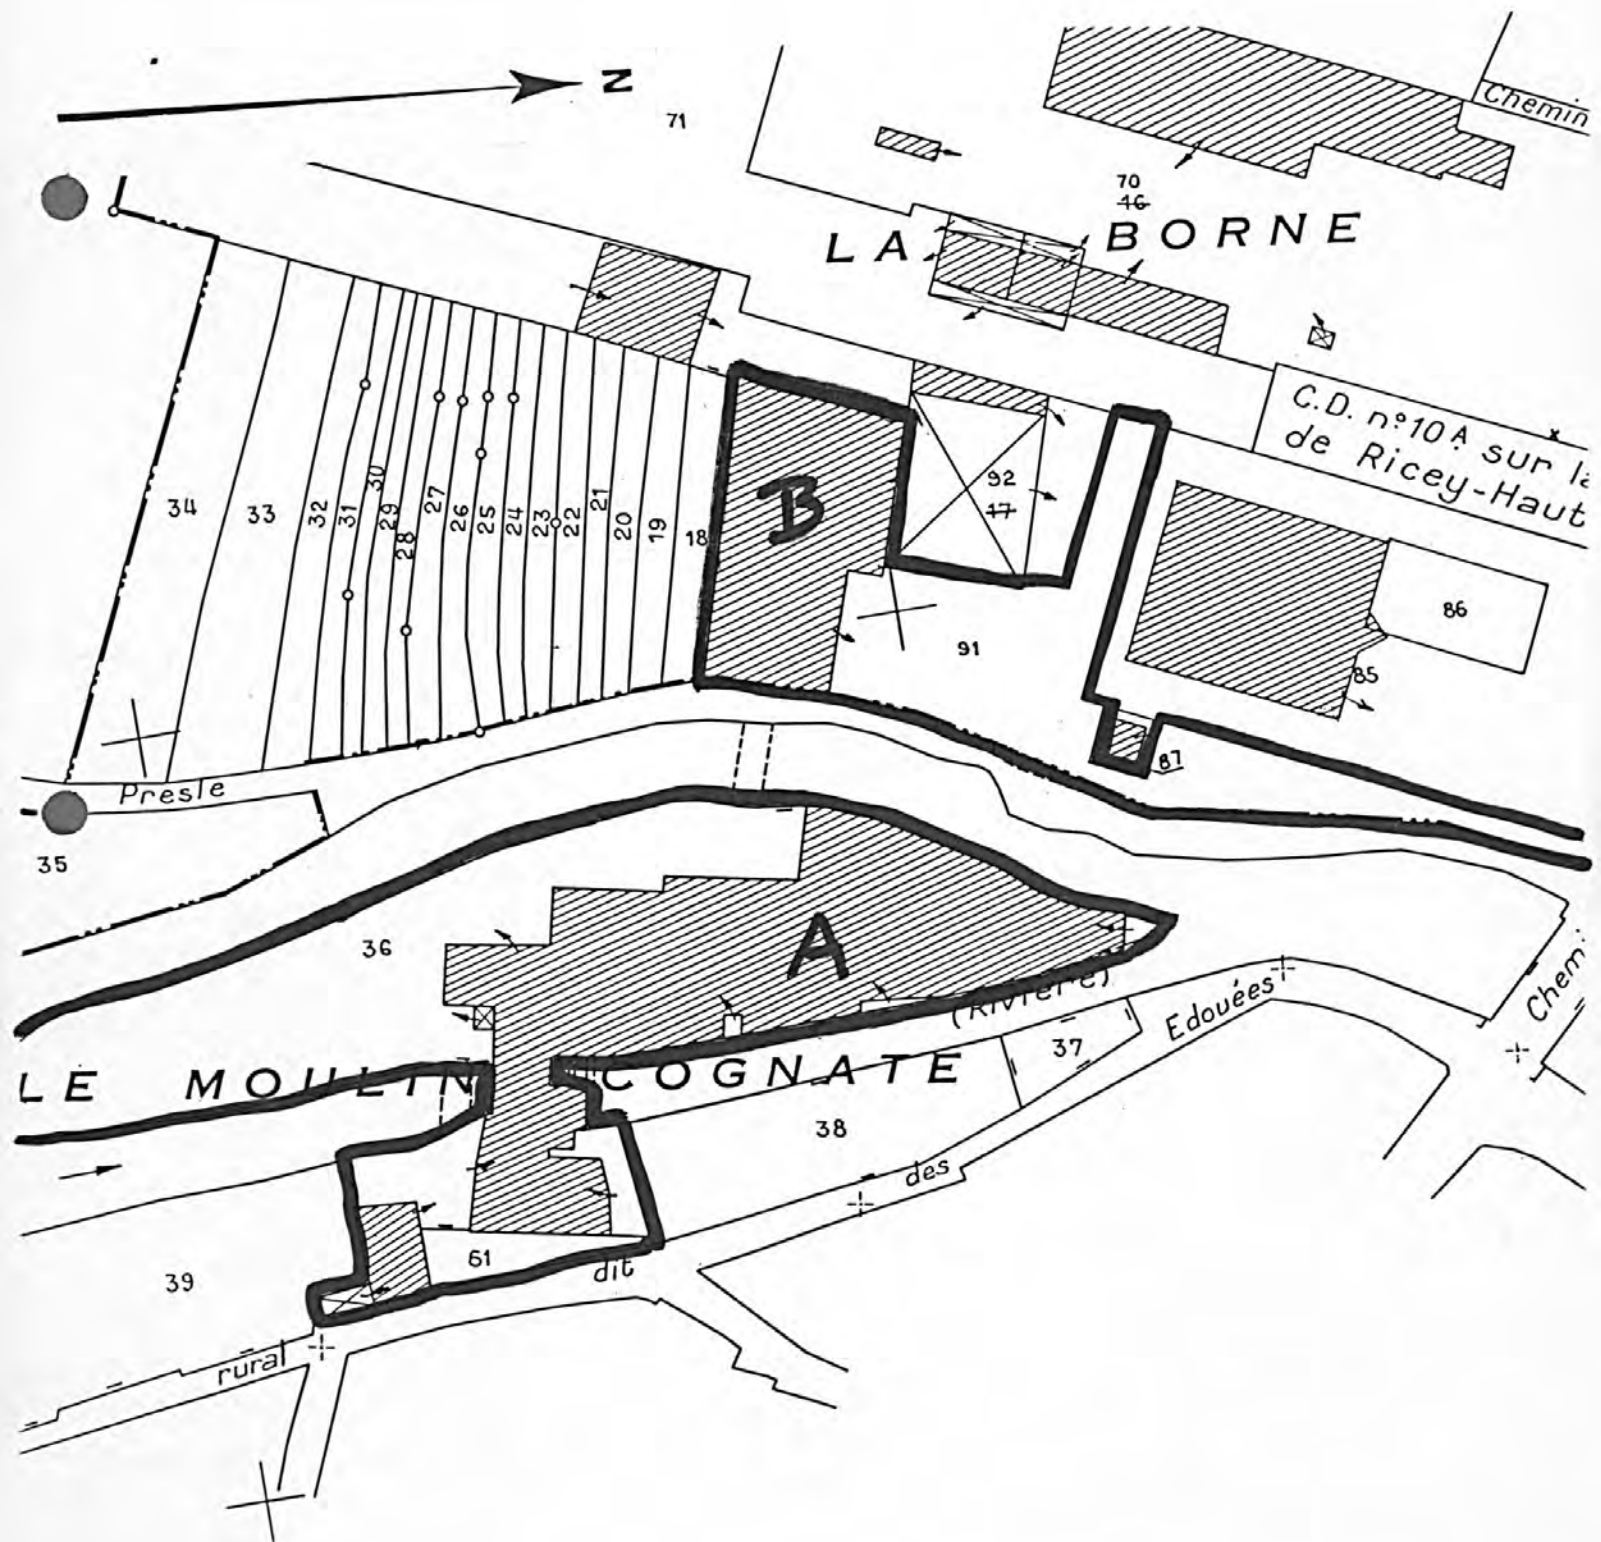 N
71
Chemin
70
46
LA BORNE
C.D. n°10 A sur la
de Ricey-Haut
34
33
32
31
30
29
28
27
26
25
24
23
22
21
20
19
18
B
92
17
91
86
85
87
Presle
35
36
A
(Rivière)
Edouées
Chemi
37
LE MOULIN COGNATE
38
des
61
dit
39
rural